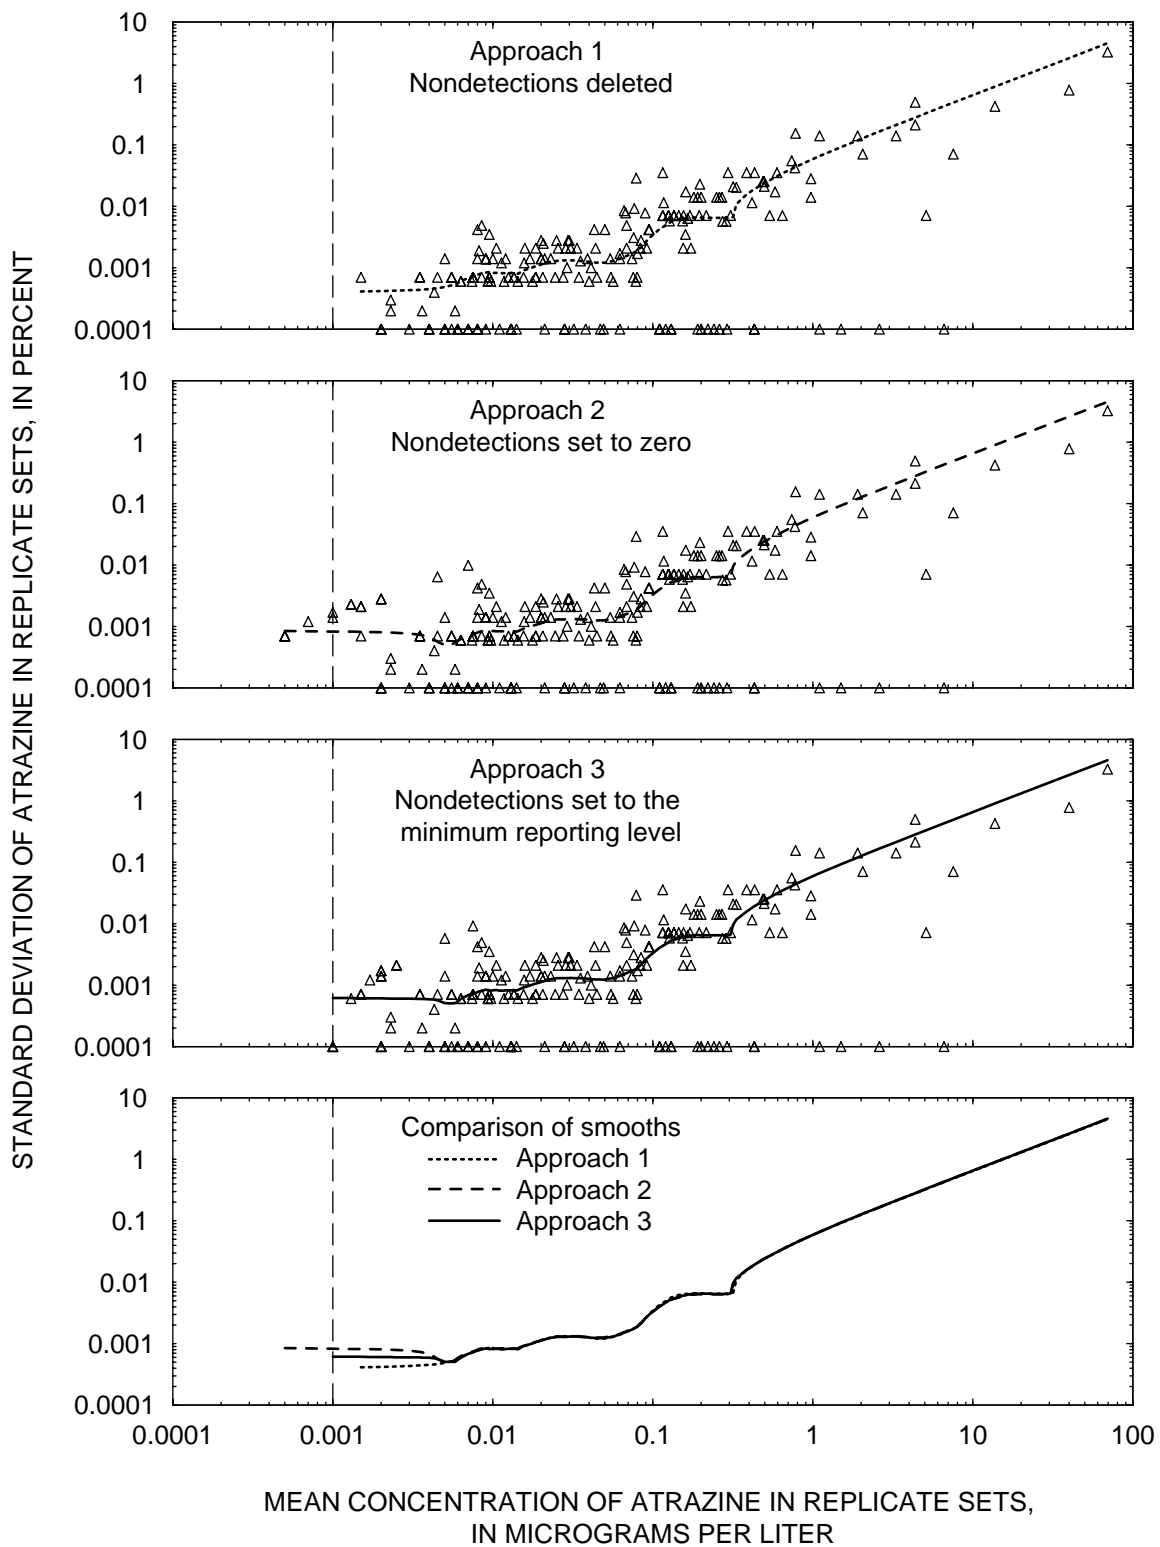 STANDARD DEVIATION OF ATRAZINE IN REPLICATE SETS, IN PERCENT
10
1
0.1
0.01
0.001
0.0001
Approach 1
Nondetections deleted
10
1
0.1
0.01
0.001
0.0001
Approach 2
Nondetections set to zero
10
1
0.1
0.01
0.001
0.0001
Approach 3
Nondetections set to the
minimum reporting level
10
1
0.1
0.01
0.001
0.0001
Comparison of smooths
Approach 1
Approach 2
Approach 3
0.0001 0.001 0.01 0.1 1 10 100
MEAN CONCENTRATION OF ATRAZINE IN REPLICATE SETS,
IN MICROGRAMS PER LITER